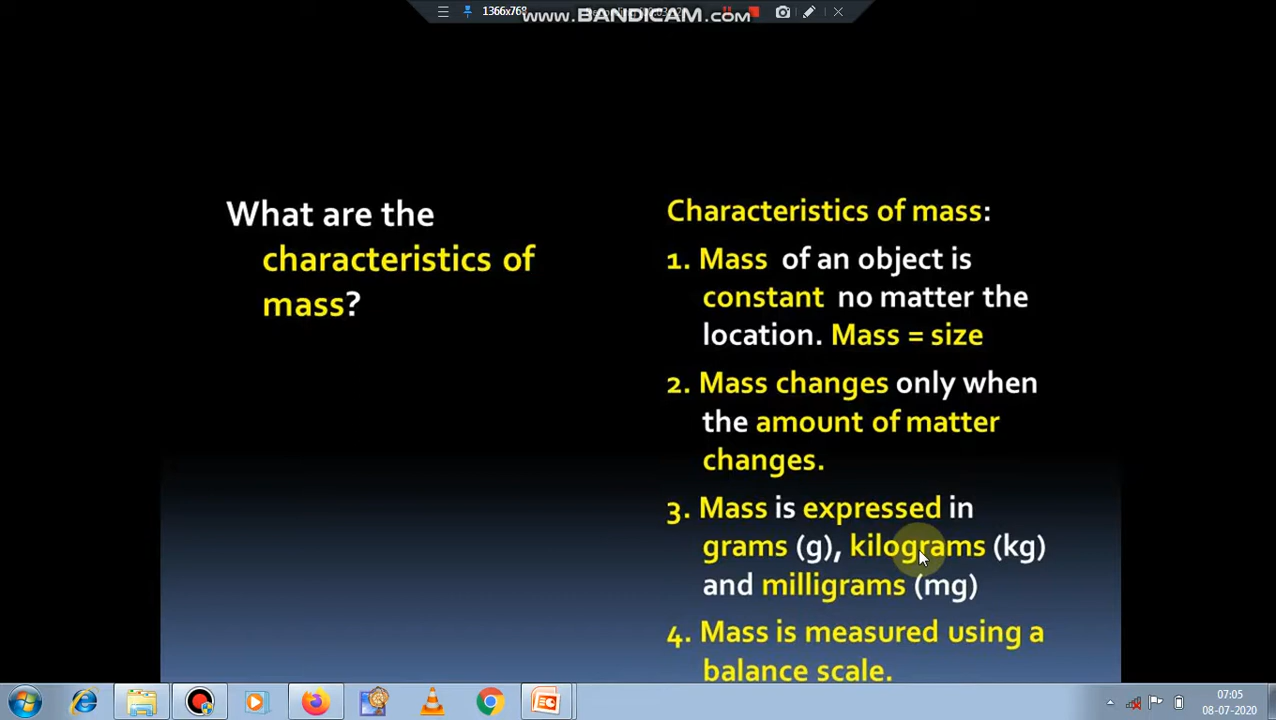 1366x768
www.BANDICAM.com
What are the
characteristics of
mass?
Characteristics of mass:
1. Mass of an object is
constant no matter the
location. Mass = size
2. Mass changes only when
the amount of matter
changes.
3. Mass is expressed in
grams (g), kilograms (kg)
and milligrams (mg)
4. Mass is measured using a
balance scale.
07:05
08-07-2020